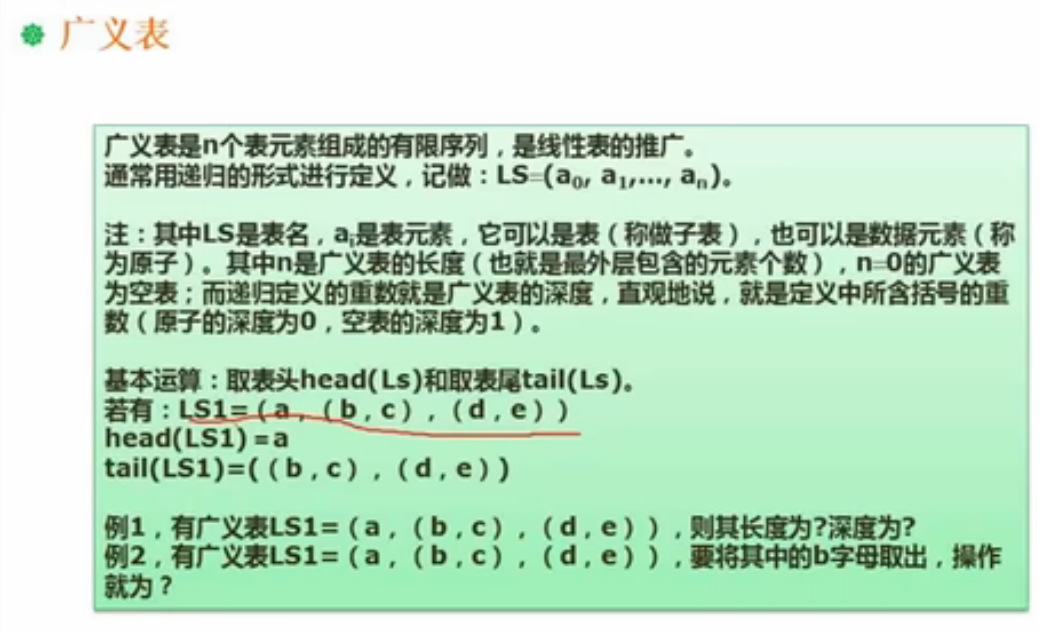 广义表
广义表是n个表元素组成的有限序列，是线性表的推广。
通常用递归的形式进行定义，记做：LS=(a₀, a₁,…, aₙ)。
注：其中LS是表名，aᵢ是表元素，它可以是表（称做子表），也可以是数据元素（称
为原子）。其中n是广义表的长度（也就是最外层包含的元素个数），n=0的广义表
为空表；而递归定义的重数就是广义表的深度，直观地说，就是定义中所含括号的重
数（原子的深度为0，空表的深度为1）。
基本运算：取表头head(Ls)和取表尾tail(Ls)。
若有：LS1=（a，（b，c），（d，e））
head(LS1)=a
tail(LS1)=(（b，c），（d，e）)
例1，有广义表LS1=（a，（b，c），（d，e）），则其长度为?深度为?
例2，有广义表LS1=（a，（b，c），（d，e）），要将其中的b字母取出，操作
就为？